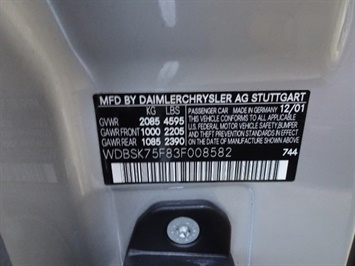 MFD BY DAIMLERCHRYSLER AG STUTTGART
KG LBS PASSENGER CAR MADE IN GERMANY 12/01
GVWR 2085 4595
GAWR FRONT 1000 2205
GAWR REAR 1085 2390
THIS VEHICLE CONFORMS TO ALL APPLICABLE U.S. FEDERAL MOTOR VEHICLE SAFETY, BUMPER AND THEFT PREVENTION STANDARDS IN EFFECT ON THE DATE OF MANUFACTURE SHOWN ABOVE
WDBSK75F83F008582 744